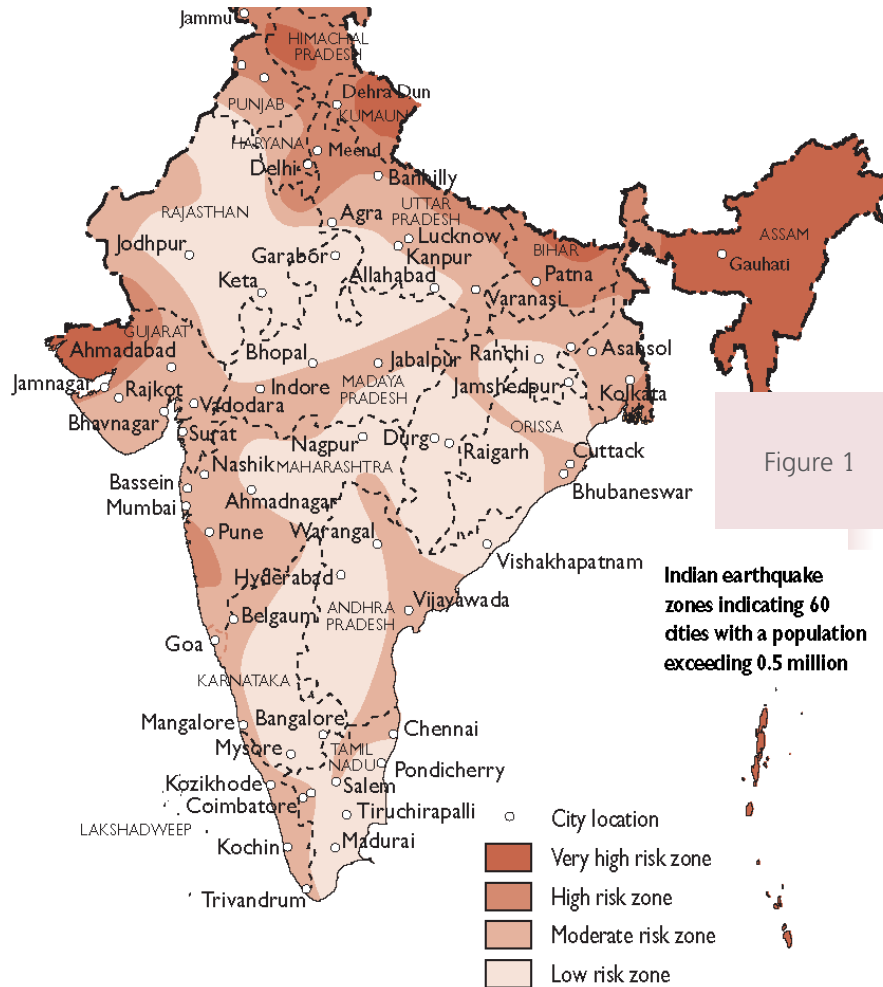 Jammu
HIMACHAL
PRADESH
Dehra Dun
PUNJAB
KUMAUN
HARYANA
Meend
Delhi
Banhilly
RAJASTHAN
UTTAR
PRADESH
Agra
Lucknow
Jodhpur
Garabor
Kanpur
BIHAR
ASSAM
Gauhati
Keta
Allahabad
Patna
Varanasi
GUJARAT
Ahmadabad
Bhopal
Jabalpur
Ranchi
Asansol
Jamnagar
Rajkot
Indore
MADAYA
PRADESH
Jamshedpur
Kolkata
Bhavnagar
Vadodara
Surat
Nagpur
Durg
ORISSA
Raigarh
Cuttack
Nashik
MAHARASHTRA
Bassein
Mumbai
Ahmadnagar
Bhubaneswar
Figure 1
Pune
Warangal
Vishakhapatnam
Hyderabad
Indian earthquake
zones indicating 60
cities with a population
exceeding 0.5 million
Belgaum
ANDHRA
PRADESH
Vijayawada
Goa
KARNATAKA
Mangalore
Bangalore
Chennai
Mysore
TAMIL
NADU
Pondicherry
Kozikhode
Salem
Coimbatore
Tiruchirapalli
LAKSHADWEEP
Kochin
Madurai
Trivandrum
City location
Very high risk zone
High risk zone
Moderate risk zone
Low risk zone